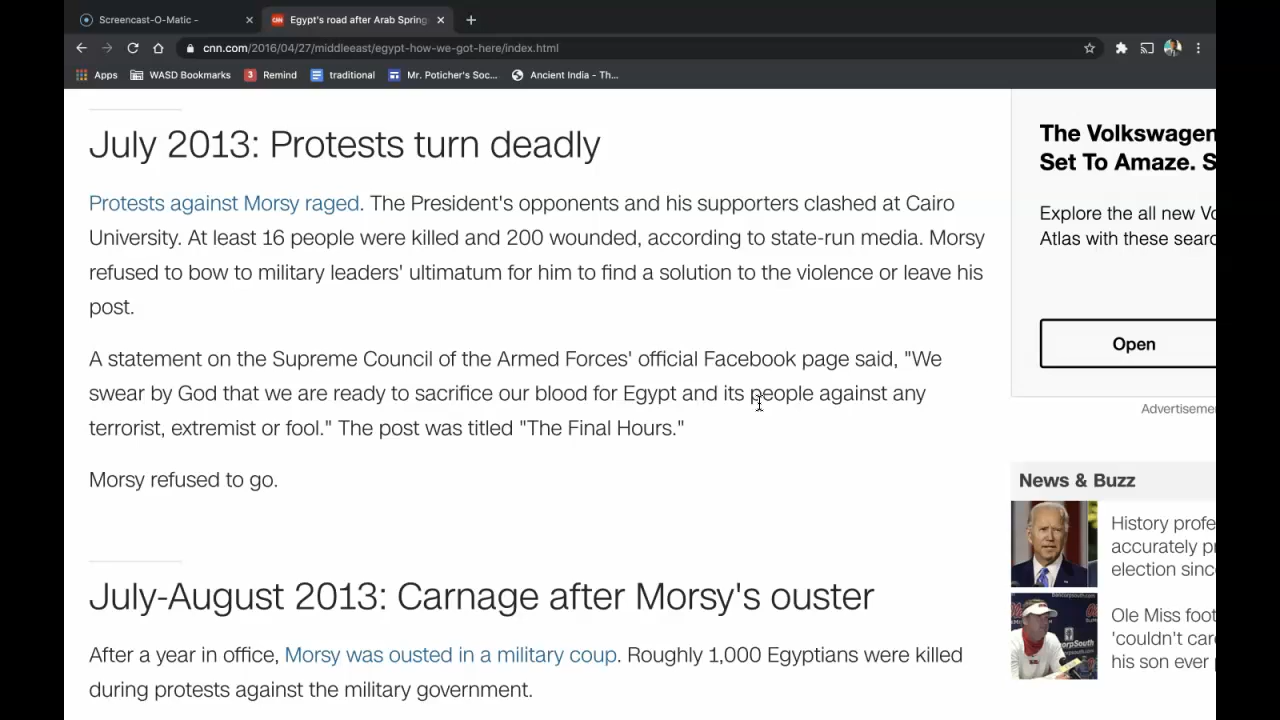 Screencast-O-Matic -
CNN
Egypt's road after Arab Spring
cnn.com/2016/04/27/middleeast/egypt-how-we-got-here/index.html
Apps
WASD Bookmarks
3 Remind
traditional
Mr. Poticher's Soc...
Ancient India - Th...
July 2013: Protests turn deadly
Protests against Morsy raged. The President's opponents and his supporters clashed at Cairo
University. At least 16 people were killed and 200 wounded, according to state-run media. Morsy
refused to bow to military leaders' ultimatum for him to find a solution to the violence or leave his
post.
A statement on the Supreme Council of the Armed Forces' official Facebook page said, "We
swear by God that we are ready to sacrifice our blood for Egypt and its people against any
terrorist, extremist or fool." The post was titled "The Final Hours."
Morsy refused to go.
July-August 2013: Carnage after Morsy's ouster
After a year in office, Morsy was ousted in a military coup. Roughly 1,000 Egyptians were killed
during protests against the military government.
The Volkswagen
Set To Amaze. S
Explore the all new Vo
Atlas with these searc
Open
Advertiseme
News & Buzz
History profe
accurately pr
election since
Ole Miss foot
'couldn't care
his son ever p